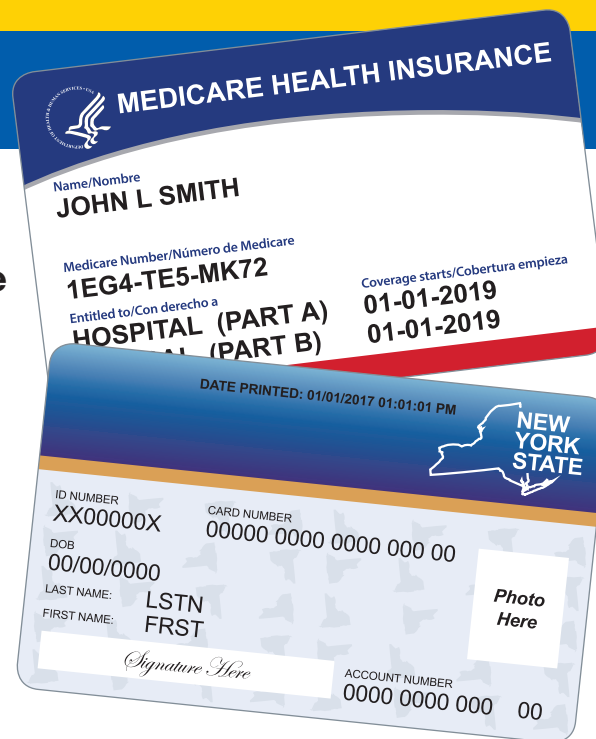 MEDICARE HEALTH INSURANCE
Name/Nombre
JOHN L SMITH
Medicare Number/Número de Medicare
1EG4-TE5-MK72
Entitled to/Con derecho a
Coverage starts/Cobertura empieza
HOSPITAL (PART A) 01-01-2019
(PART B) 01-01-2019
e
DATE PRINTED: 01/01/2017 01:01:01 PM
NEW
YORK
STATE
ID NUMBER
XX00000X
CARD NUMBER
00000 0000 0000 000 00
DOB
00/00/0000
LAST NAME: LSTN
FIRST NAME: FRST
Photo
Here
Signature Here
ACCOUNT NUMBER
0000 0000 000 00